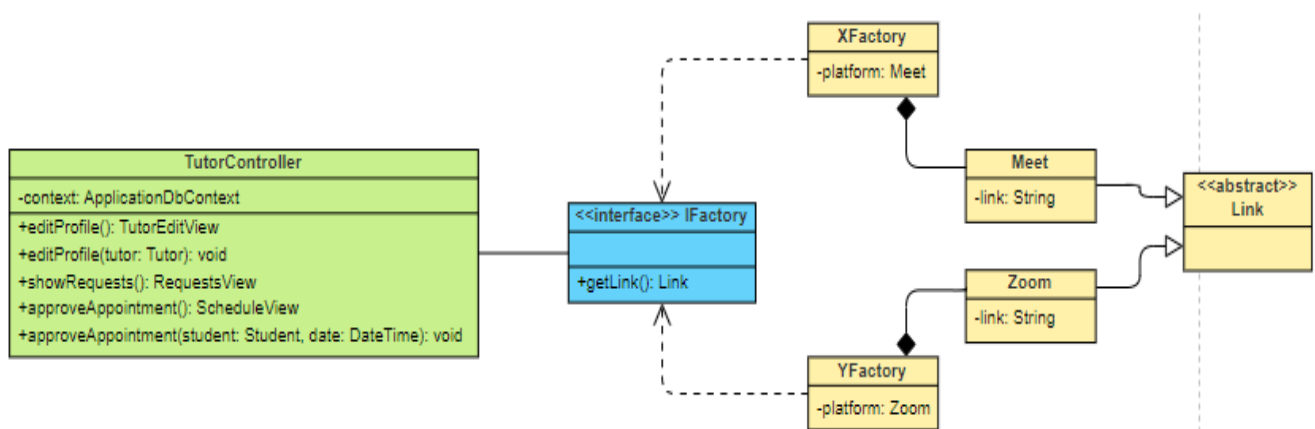 TutorController
-context: ApplicationDbContext
+editProfile(): TutorEditView
+editProfile(tutor: Tutor): void
+showRequests(): RequestsView
+approveAppointment(): ScheduleView
+approveAppointment(student: Student, date: DateTime): void
<<interface>> IFactory
+getLink(): Link
XFactory
-platform: Meet
Meet
-link: String
Zoom
-link: String
YFactory
-platform: Zoom
<<abstract>>
Link